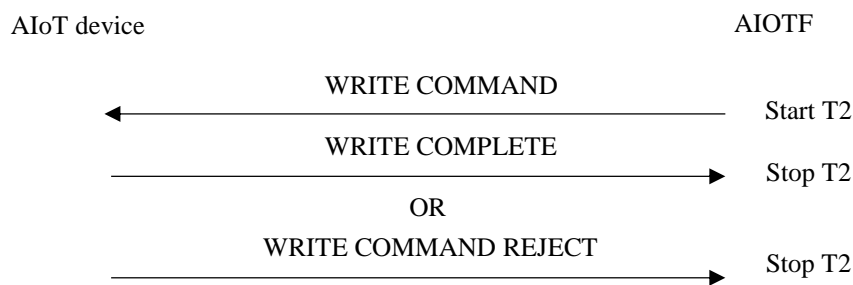 AIoT device AIOTF
WRITE COMMAND
Start T2
WRITE COMPLETE
Stop T2
OR
WRITE COMMAND REJECT
Stop T2